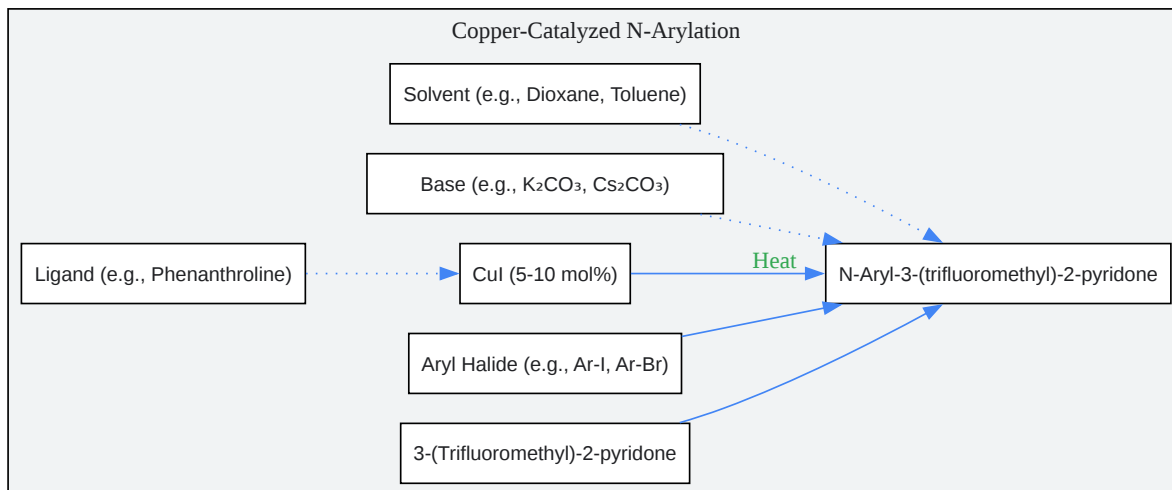 Copper-Catalyzed N-Arylation
Solvent (e.g., Dioxane, Toluene)
Base (e.g., K₂CO₃, Cs₂CO₃)
Ligand (e.g., Phenanthroline)
CuI (5-10 mol%)
Heat
N-Aryl-3-(trifluoromethyl)-2-pyridone
Aryl Halide (e.g., Ar-I, Ar-Br)
3-(Trifluoromethyl)-2-pyridone